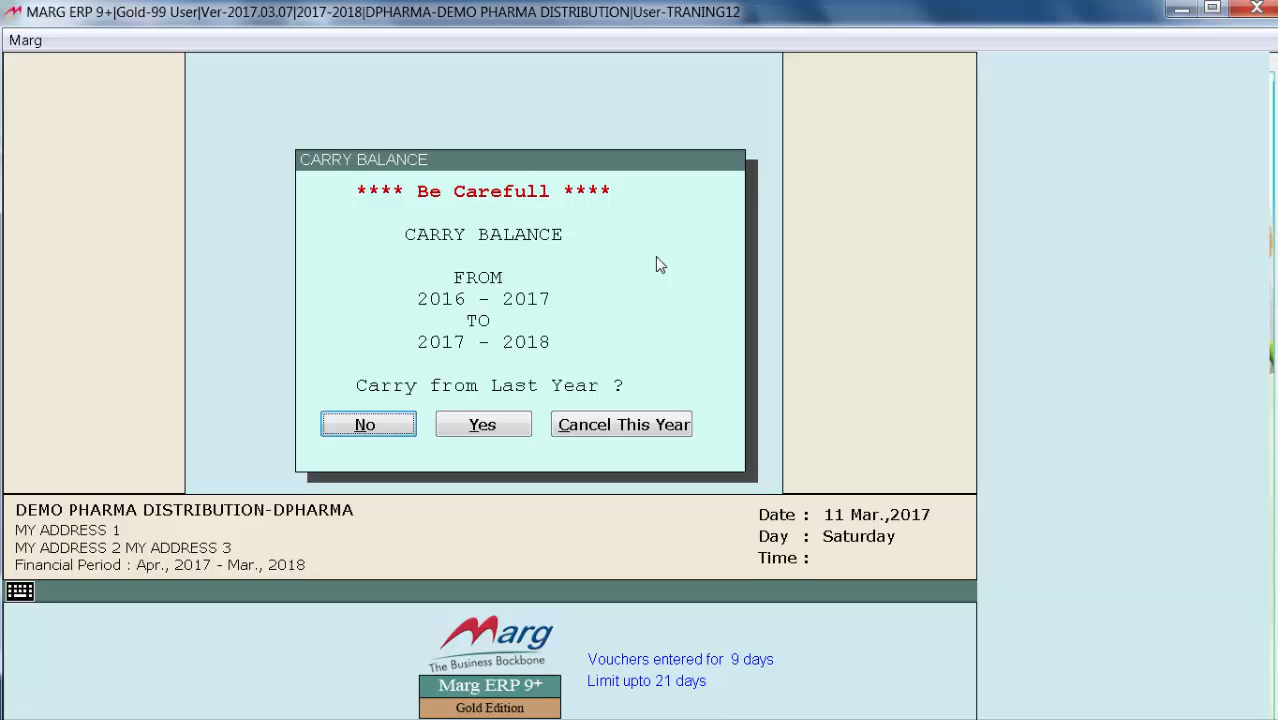 MARG ERP 9+|Gold-99 User|Ver-2017.03.07|2017-2018|DPHARMA-DEMO PHARMA DISTRIBUTION|User-TRANING12
Marg
CARRY BALANCE
**** Be Carefull ****
CARRY BALANCE
FROM
2016 - 2017
TO
2017 - 2018
Carry from Last Year ?
No Yes Cancel This Year
DEMO PHARMA DISTRIBUTION-DPHARMA
MY ADDRESS 1
MY ADDRESS 2 MY ADDRESS 3
Financial Period : Apr., 2017 - Mar., 2018
Date : 11 Mar.,2017
Day : Saturday
Time :
Marg
The Business Backbone
Marg ERP 9+
Gold Edition
Vouchers entered for 9 days
Limit upto 21 days